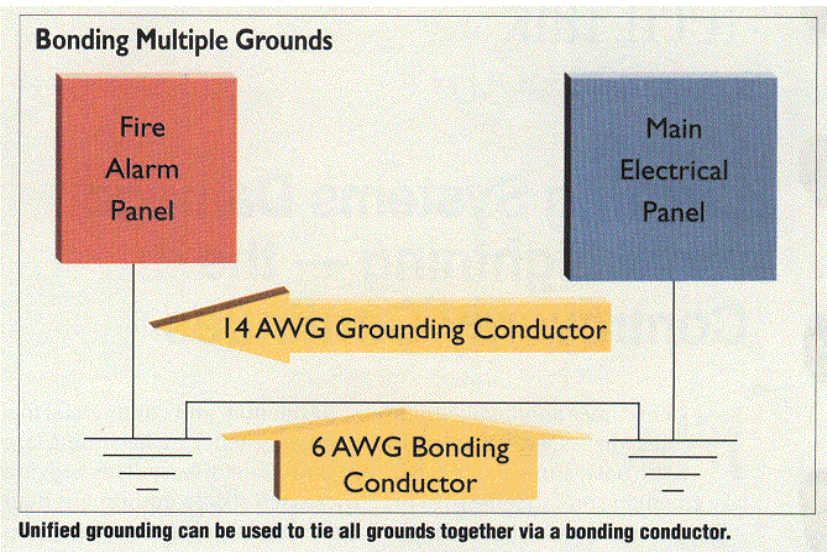 Bonding Multiple Grounds
Fire
Alarm
Panel
Main
Electrical
Panel
14 AWG Grounding Conductor
6 AWG Bonding
Conductor
Unified grounding can be used to tie all grounds together via a bonding conductor.